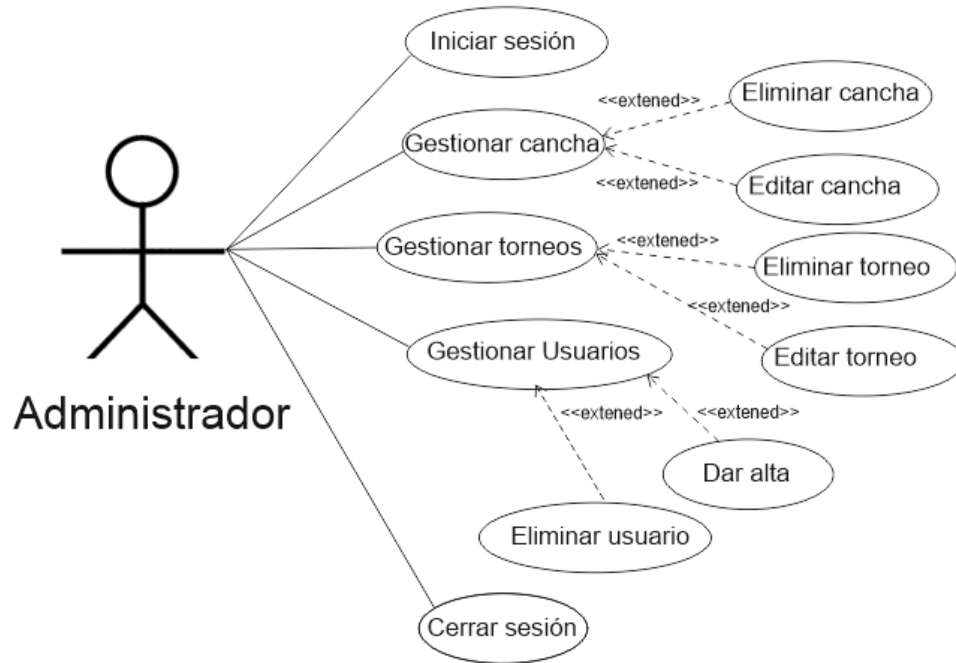 Iniciar sesión
Eliminar cancha
<<extened>>
Gestionar cancha
<<extened>>
Editar cancha
Gestionar torneos
<<extened>>
Eliminar torneo
<<extened>>
Gestionar Usuarios
Editar torneo
Administrador
<<extened>>
<<extened>>
Dar alta
Eliminar usuario
Cerrar sesión